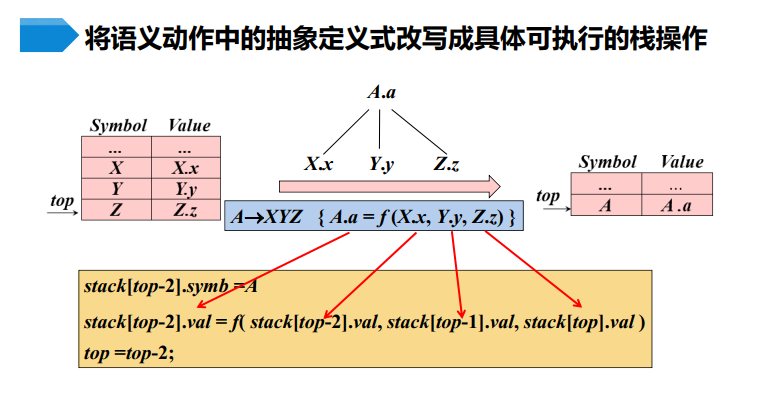 将语义动作中的抽象定义式改写成具体可执行的栈操作
A.a
Symbol Value
... ...
X X.x
Y Y.y
Z Z.z
top
X.x Y.y Z.z
A→XYZ { A.a = f (X.x, Y.y, Z.z) }
Symbol Value
... ...
A A.a
top
stack[top-2].symb =A
stack[top-2].val = f( stack[top-2].val, stack[top-1].val, stack[top].val )
top =top-2;